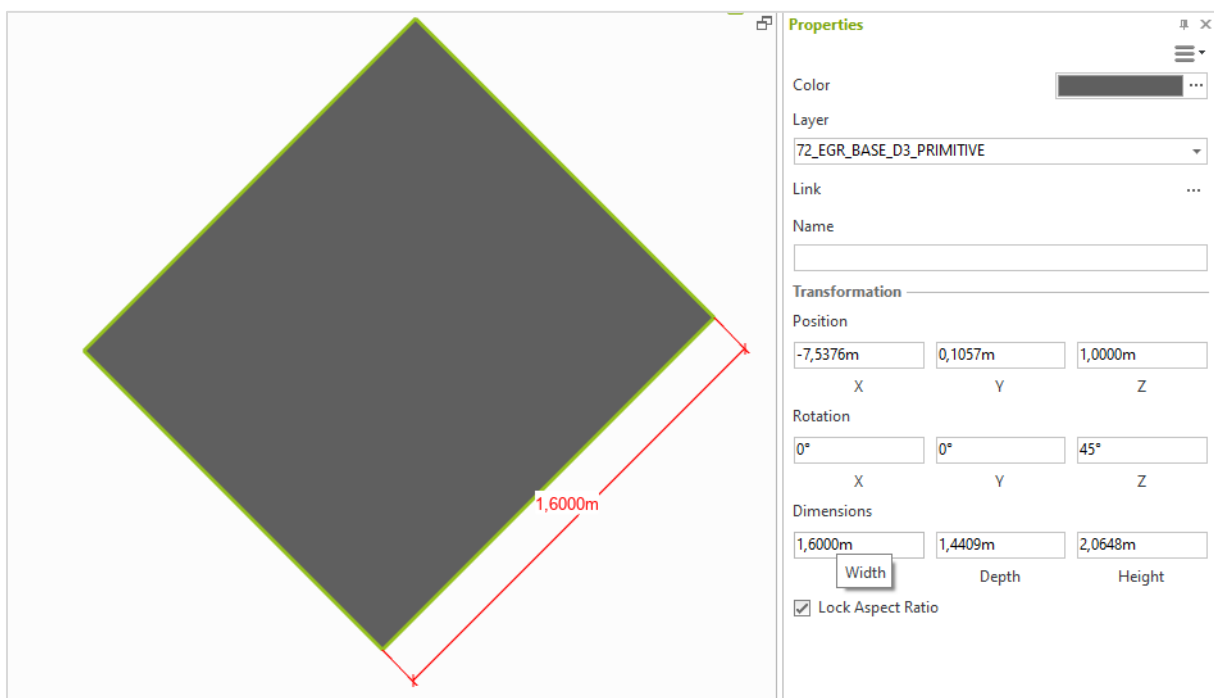 Properties
Color
Layer
72_EGR_BASE_D3_PRIMITIVE
Link
Name
Transformation
Position
-7,5376m 0,1057m 1,0000m
X Y Z
Rotation
0° 0° 45°
X Y Z
Dimensions
1,6000m 1,4409m 2,0648m
Width Depth Height
Lock Aspect Ratio
1,6000m